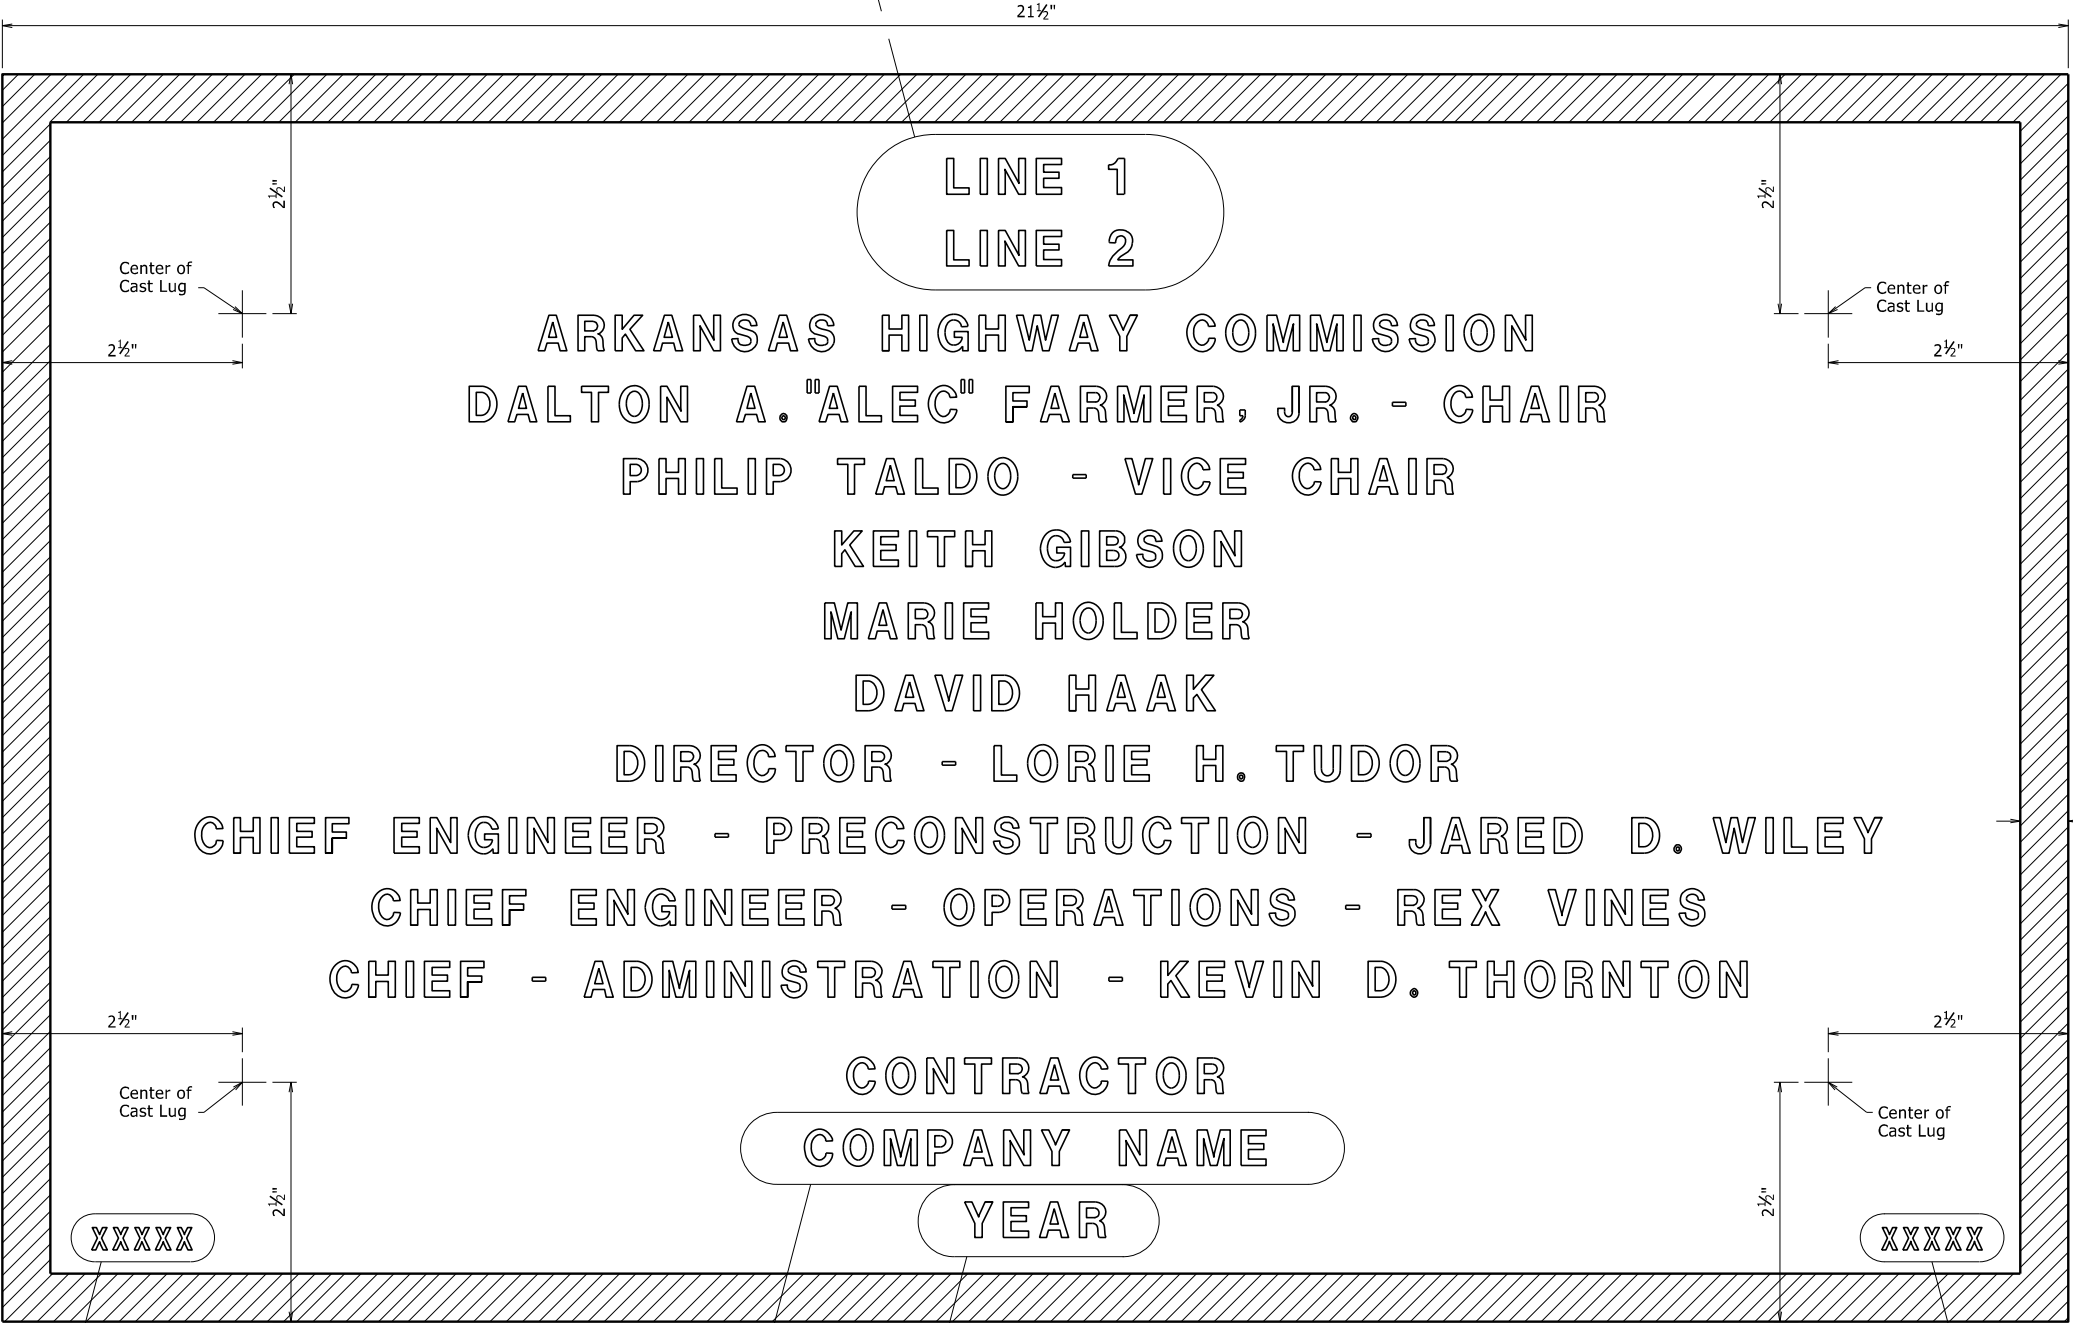 21½"
LINE 1
LINE 2
2½"
2½"
Center of
Cast Lug
Center of
Cast Lug
2½"
2½"
ARKANSAS HIGHWAY COMMISSION
DALTON A. "ALEC" FARMER, JR. - CHAIR
PHILIP TALDO - VICE CHAIR
KEITH GIBSON
MARIE HOLDER
DAVID HAAK
DIRECTOR - LORIE H. TUDOR
CHIEF ENGINEER - PRECONSTRUCTION - JARED D. WILEY
CHIEF ENGINEER - OPERATIONS - REX VINES
CHIEF - ADMINISTRATION - KEVIN D. THORNTON
2½"
2½"
CONTRACTOR
Center of
Cast Lug
Center of
Cast Lug
COMPANY NAME
2½"
2½"
YEAR
XXXXX
XXXXX